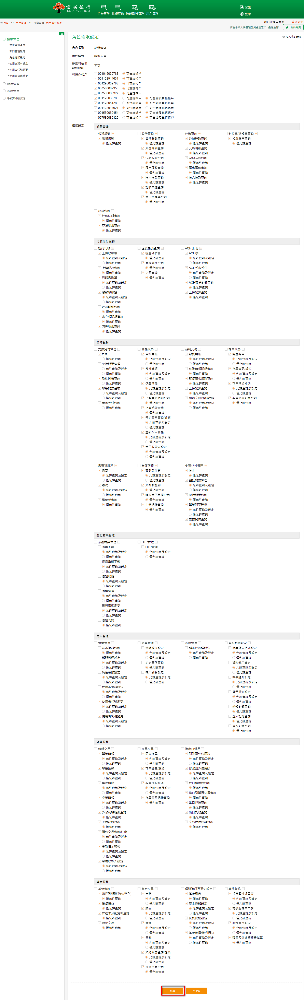 京城銀行
King's Town Bank
待辦事項 帳務查詢 憑證載具管理 用戶管理
登出
繁中
首頁 >> 用戶管理 >> 授權管理 角色權限設定
889秒後自動登出， 重新計時
授權主管 我的最愛
授權管理
基本資料查詢
部門管理設定
角色權限設定
使用者資料設定
使用者代號變更
使用者密碼變更
帳戶管理
流程管理
系統相關設定
角色權限設定
加入我的最愛
角色名稱 經辦user
角色描述 經辦人員
是否可檢視薪資明細 不可
可操作帳戶
001015039783 可查詢帳戶
001128914631 可查詢帳戶
001295039783 可查詢帳戶
067580089353 可查詢帳戶
067590089327 可查詢帳戶
001125039789 可查詢帳戶 可查詢及轉帳帳戶
001128051283 可查詢帳戶 可查詢及轉帳帳戶
001128914621 可查詢帳戶 可查詢及轉帳帳戶
001580062454 可查詢帳戶 可查詢及轉帳帳戶
067580089329 可查詢帳戶 可查詢及轉帳帳戶
權限設定
帳務查詢
帳務總覽
帳務總覽
僅允許查詢
台幣查詢
台幣餘額查詢
僅允許查詢
交易明細查詢
僅允許查詢
定期存款查詢
僅允許查詢
匯出匯款查詢
僅允許查詢
匯入匯款查詢
僅允許查詢
託收票據查詢
僅允許查詢
當日交換票查詢
僅允許查詢
外幣查詢
外幣餘額查詢
僅允許查詢
交易明細查詢
僅允許查詢
定期存款查詢
僅允許查詢
匯出匯款查詢
僅允許查詢
匯入匯款查詢
僅允許查詢
對帳單/通知單查詢
扣繳憑單查詢
僅允許查詢
放款查詢
放款餘額查詢
僅允許查詢
交易明細查詢
僅允許查詢
代收代付服務
超商代收
上傳收款檔
允許查詢及設定
僅允許查詢
上傳記錄查詢
僅允許查詢
列印繳款單
允許查詢及設定
僅允許查詢
繳款單維護
允許查詢及設定
僅允許查詢
收款明細查詢
僅允許查詢
未立帳明細查詢
僅允許查詢
清算明細查詢
僅允許查詢
虛擬帳號查詢
檢查碼試算
僅允許查詢
商家屬性查詢
僅允許查詢
交易查詢
僅允許查詢
ACH 服務
ACH核印
允許查詢及設定
僅允許查詢
ACH代收代付
允許查詢及設定
僅允許查詢
ACH交易記錄查詢
僅允許查詢
上傳記錄查詢
僅允許查詢
台幣服務
支票兌付管理
test
僅允許查詢
整批開票管理
允許查詢及設定
僅允許查詢
整批開票查詢
僅允許查詢
單筆開票建檔
允許查詢及設定
僅允許查詢
票據兌付查詢
僅允許查詢
轉帳交易
單筆轉帳
允許查詢及設定
僅允許查詢
整批轉帳
允許查詢及設定
僅允許查詢
多筆轉帳
允許查詢及設定
僅允許查詢
台幣轉帳明細查詢
僅允許查詢
上傳記錄查詢
僅允許查詢
預約交易查詢/註銷
允許查詢及設定
僅允許查詢
重新指示轉帳
允許查詢及設定
僅允許查詢
常用收款人設定
允許查詢及設定
僅允許查詢
薪轉交易
薪資轉帳
允許查詢及設定
僅允許查詢
薪資轉帳明細查詢
僅允許查詢
薪資轉帳總額查詢
僅允許查詢
上傳記錄查詢
僅允許查詢
預約交易查詢/註銷
允許查詢及設定
僅允許查詢
存單交易
開立存單
允許查詢及設定
僅允許查詢
存單變更/解約
允許查詢及設定
僅允許查詢
存單預約取消
允許查詢及設定
僅允許查詢
存單交易紀錄查詢
僅允許查詢
繳費稅服務
繳費
允許查詢及設定
僅允許查詢
繳稅
允許查詢及設定
僅允許查詢
繳費稅查詢
僅允許查詢
券商服務
交割款作業
允許查詢及設定
僅允許查詢
交割款查詢
僅允許查詢
證券戶不足額查詢
僅允許查詢
上傳記錄查詢
僅允許查詢
支票兌付管理
test
僅允許查詢
整批開票管理
允許查詢及設定
僅允許查詢
整批開票查詢
僅允許查詢
單筆開票建檔
允許查詢及設定
僅允許查詢
票據兌付查詢
僅允許查詢
憑證載具管理
憑證載具管理
憑證下載
允許查詢及設定
僅允許查詢
憑證重新下載
允許查詢及設定
僅允許查詢
憑證展期
允許查詢及設定
僅允許查詢
憑證管理
允許查詢及設定
僅允許查詢
載具密碼變更
允許查詢及設定
僅允許查詢
憑證測試
僅允許查詢
OTP管理
OTP管理
允許查詢及設定
僅允許查詢
用戶管理
授權管理
基本資料查詢
僅允許查詢
部門管理設定
允許查詢及設定
僅允許查詢
角色權限設定
允許查詢及設定
僅允許查詢
使用者資料設定
允許查詢及設定
僅允許查詢
使用者代號變更
允許查詢及設定
僅允許查詢
使用者密碼變更
允許查詢及設定
僅允許查詢
帳戶管理
轉帳額度設定
允許查詢及設定
僅允許查詢
約定事項查詢
僅允許查詢
帳戶別名設定
允許查詢及設定
僅允許查詢
流程管理
編審放流程設定
允許查詢及設定
僅允許查詢
系統相關設定
檔案匯入格式設定
允許查詢及設定
僅允許查詢
資料顯示設定
允許查詢及設定
僅允許查詢
帳款通知設定
允許查詢及設定
僅允許查詢
警示通知設定
允許查詢及設定
僅允許查詢
通知記錄查詢
僅允許查詢
登入記錄查詢
僅允許查詢
操作記錄查詢
僅允許查詢
外幣服務
轉帳交易
單筆轉帳
允許查詢及設定
僅允許查詢
單筆匯款
允許查詢及設定
僅允許查詢
整批轉帳
允許查詢及設定
僅允許查詢
多筆轉帳
允許查詢及設定
僅允許查詢
外幣轉帳明細查詢
僅允許查詢
上傳記錄查詢
僅允許查詢
預約交易查詢/註銷
允許查詢及設定
僅允許查詢
重新指示轉帳
允許查詢及設定
僅允許查詢
常用收款人設定
允許查詢及設定
僅允許查詢
存單交易
開立存單
允許查詢及設定
僅允許查詢
存單變更/解約
允許查詢及設定
僅允許查詢
存單預約取消
允許查詢及設定
僅允許查詢
存單交易紀錄查詢
僅允許查詢
進出口貿易
開發國外信用狀
允許查詢及設定
僅允許查詢
修改國外信用狀
允許查詢及設定
僅允許查詢
進口信用狀查詢
僅允許查詢
進口到單通知書查詢
僅允許查詢
出口押匯查詢
僅允許查詢
出口託收查詢
僅允許查詢
交易處理狀態查詢
僅允許查詢
基金服務
基金查詢
總投資報酬率(依幣別)
僅允許查詢
投資損益
僅允許查詢
在途未分配資料查詢
僅允許查詢
歷史交易
僅允許查詢
基金交易
申購
允許查詢及設定
僅允許查詢
贖回
允許查詢及設定
僅允許查詢
轉換
允許查詢及設定
僅允許查詢
異動
允許查詢及設定
僅允許查詢
預約交易查詢/註銷
允許查詢及設定
僅允許查詢
基金交易查詢
僅允許查詢
理財資訊及通知設定
基金訊息
僅允許查詢
基金通知設定
允許查詢及設定
僅允許查詢
投資提醒設定
允許查詢及設定
僅允許查詢
基金停損/停利通知
允許查詢及設定
僅允許查詢
其他資訊
投資屬性評量表
允許查詢及設定
僅允許查詢
電子對帳單申請
允許查詢及設定
僅允許查詢
服務單位設定
允許查詢及設定
僅允許查詢
贖回及信託管理費試算
僅允許查詢
送審 回上頁